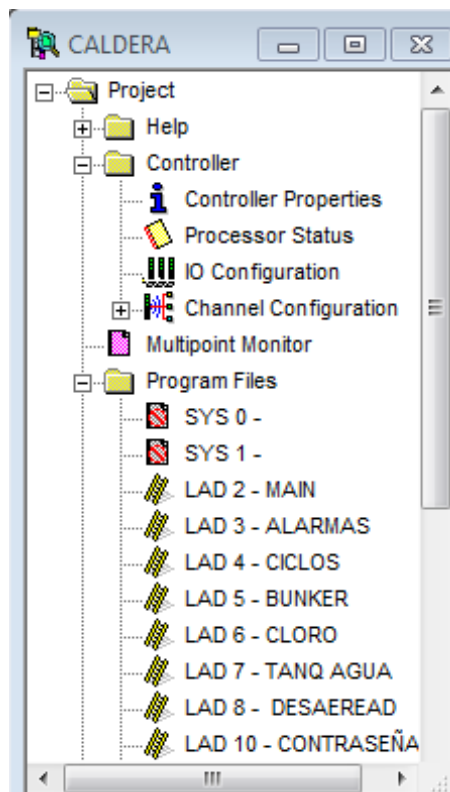 CALDERA
Project
Help
Controller
Controller Properties
Processor Status
IO Configuration
Channel Configuration
Multipoint Monitor
Program Files
SYS 0 -
SYS 1 -
LAD 2 - MAIN
LAD 3 - ALARMAS
LAD 4 - CICLOS
LAD 5 - BUNKER
LAD 6 - CLORO
LAD 7 - TANQ AGUA
LAD 8 - DESAEREAD
LAD 10 - CONTRASEÑA